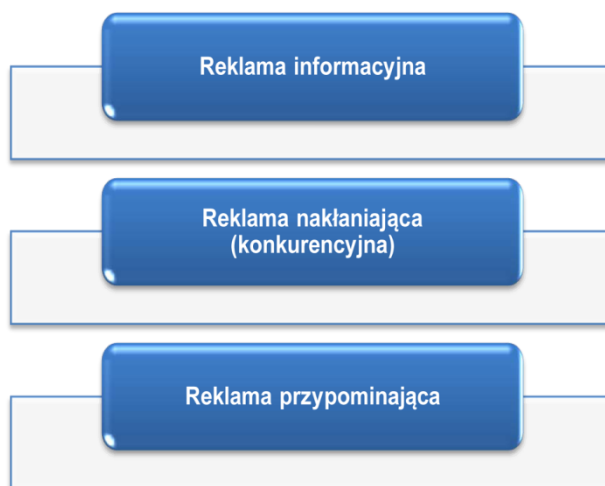 Reklama informacyjna
Reklama nakłaniająca
(konkurencyjna)
Reklama przypominająca